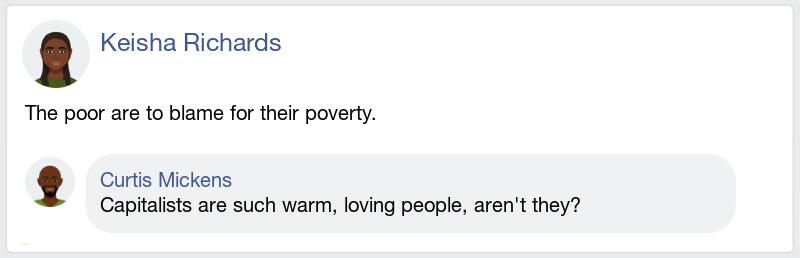 Keisha Richards
The poor are to blame for their poverty.
Curtis Mickens
Capitalists are such warm, loving people, aren't they?